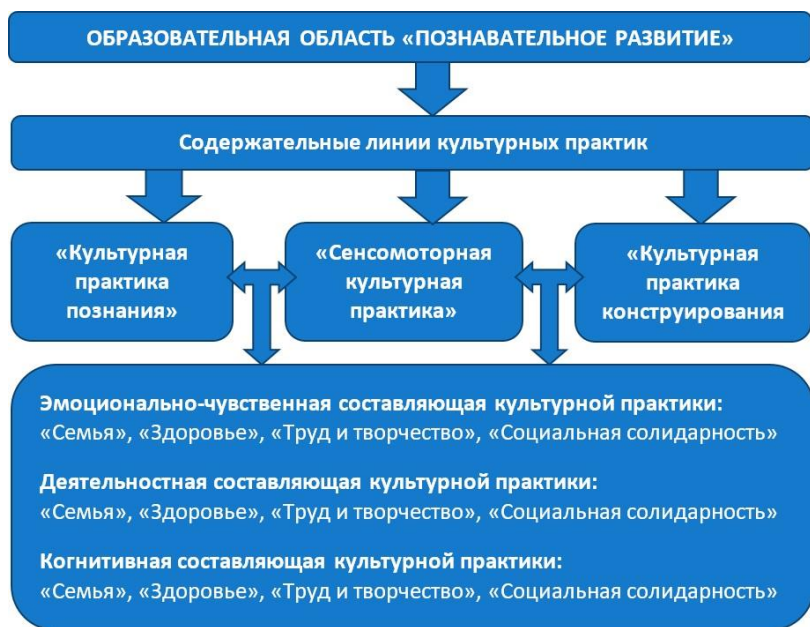 ОБРАЗОВАТЕЛЬНАЯ ОБЛАСТЬ «ПОЗНАВАТЕЛЬНОЕ РАЗВИТИЕ»
Содержательные линии культурных практик
«Культурная
практика
познания»
«Сенсомоторная
культурная
практика»
«Культурная
практика
конструирования
Эмоционально-чувственная составляющая культурной практики:
«Семья», «Здоровье», «Труд и творчество», «Социальная солидарность»
Деятельностная составляющая культурной практики:
«Семья», «Здоровье», «Труд и творчество», «Социальная солидарность»
Когнитивная составляющая культурной практики:
«Семья», «Здоровье», «Труд и творчество», «Социальная солидарность»